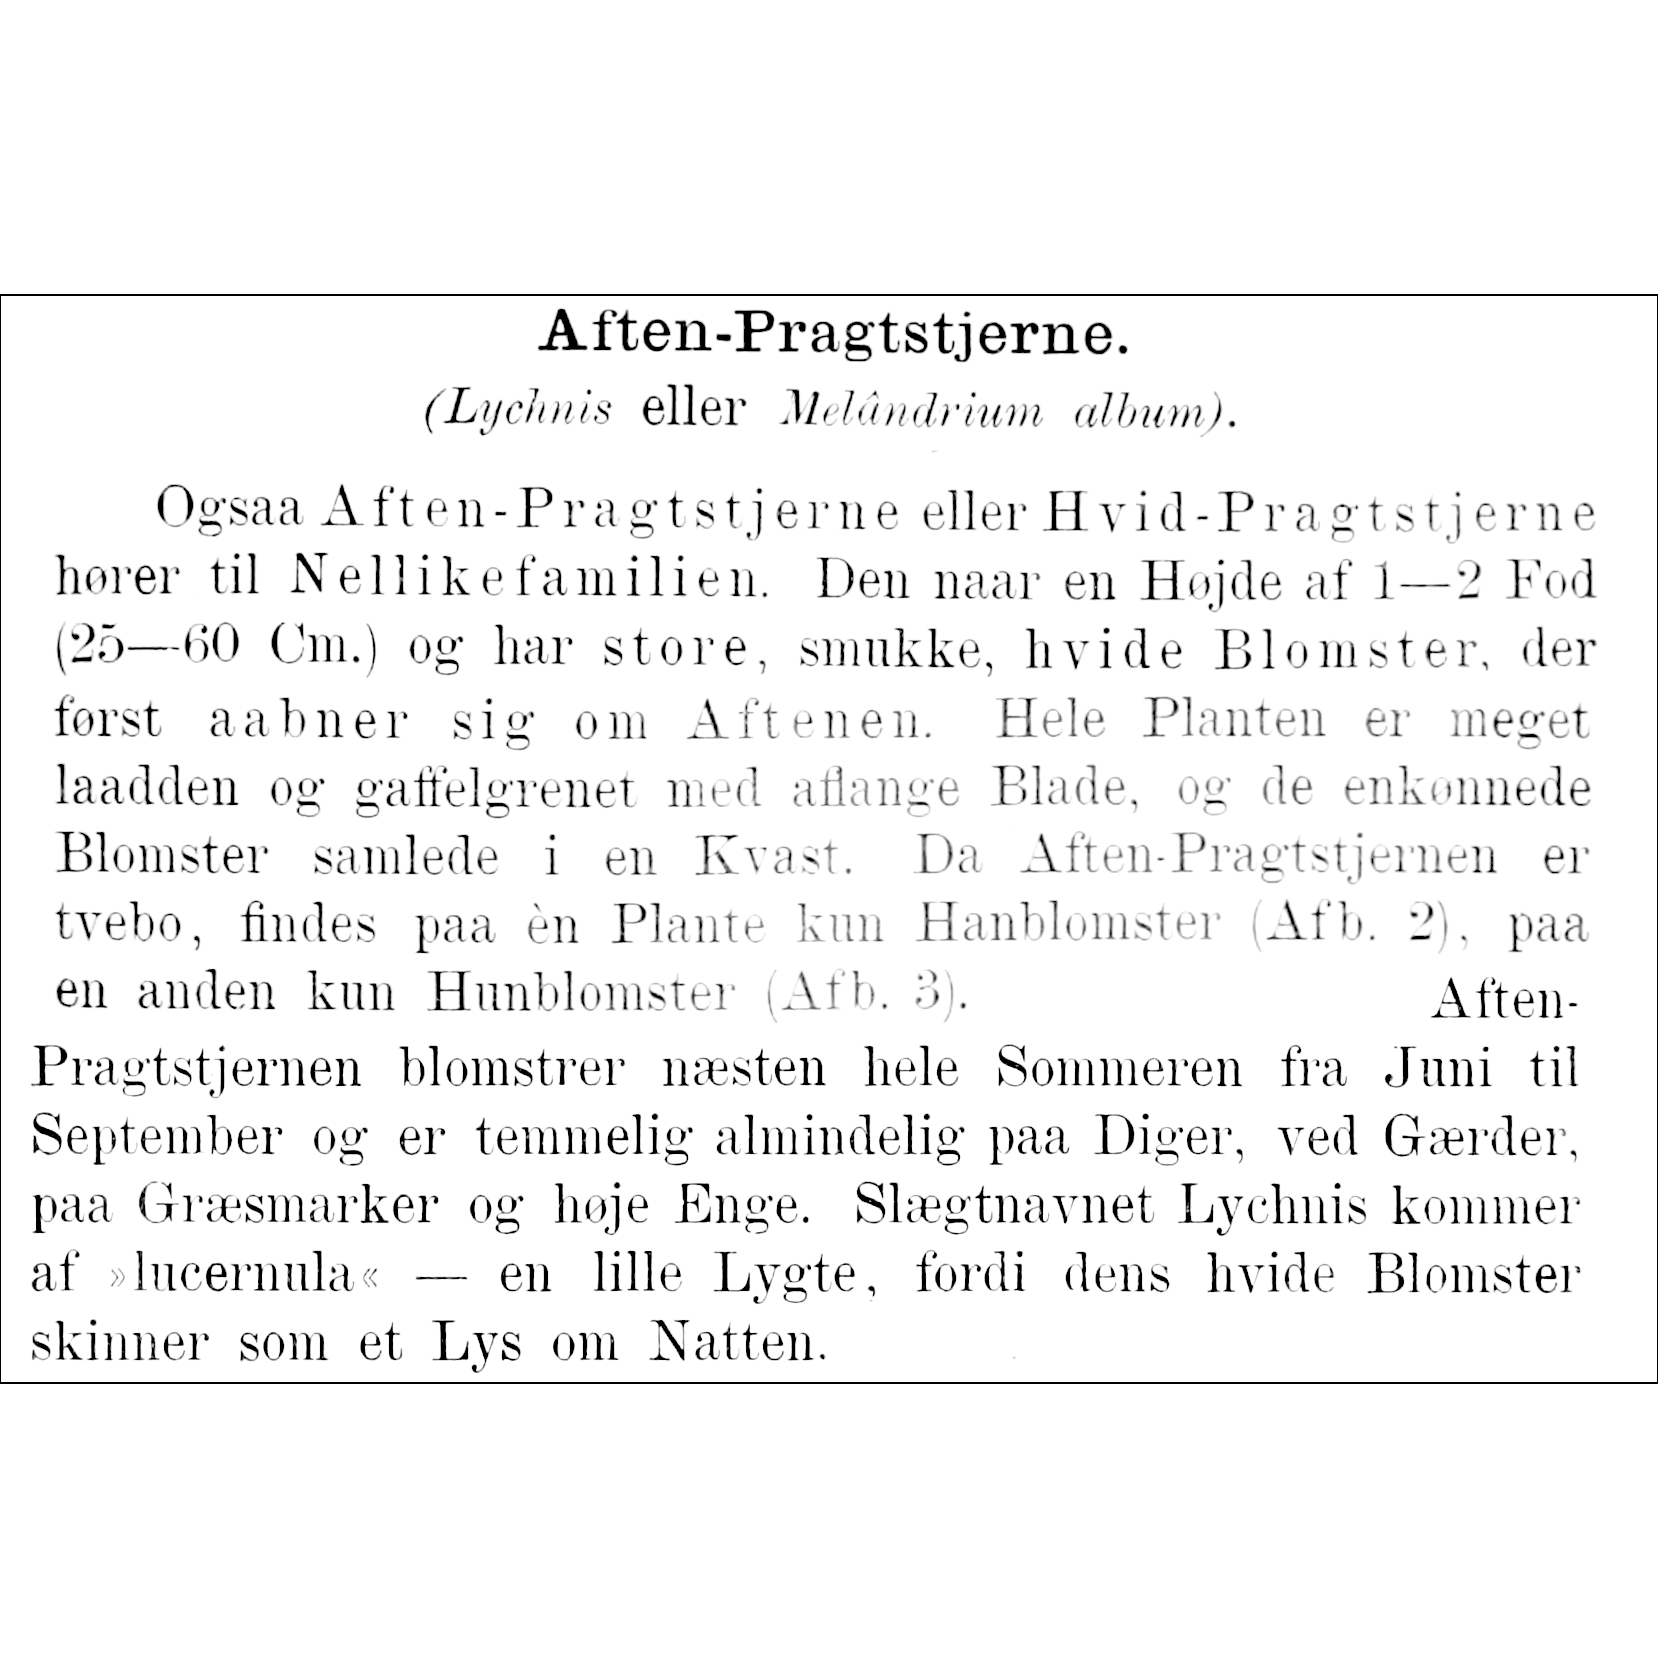 Aften-Pragtstjerne.
(Lychnis eller Melândrium album).
Ogsaa Aften-Pragtstjerne eller Hvid-Pragtstjerne
hører til Nellikefamilien. Den naar en Højde af 1—2 Fod
(25—60 Cm.) og har store, smukke, hvide Blomster, der
først aabner sig om Aftenen. Hele Planten er meget
laadden og gaffelgrenet med aflange Blade, og de enkønnede
Blomster samlede i en Kvast. Da Aften-Pragtstjernen er
tvebo, findes paa èn Plante kun Hanblomster (Afb. 2), paa
en anden kun Hunblomster (Afb. 3). Aften-
Pragtstjernen blomstrer næsten hele Sommeren fra Juni til
September og er temmelig almindelig paa Diger, ved Gærder,
paa Græsmarker og høje Enge. Slægtnavnet Lychnis kommer
af »lucernula« — en lille Lygte, fordi dens hvide Blomster
skinner som et Lys om Natten.